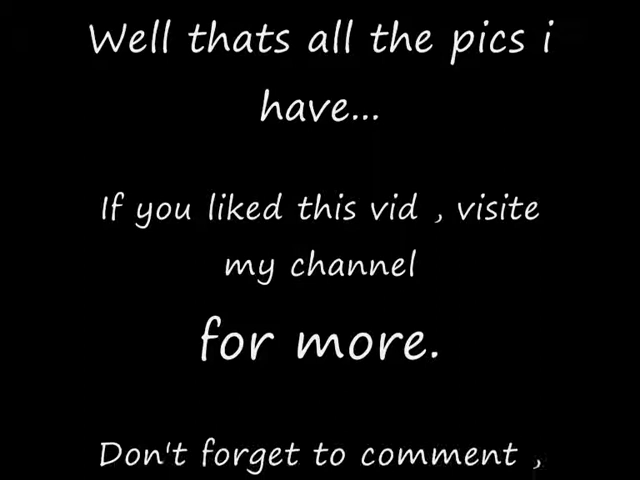 Well thats all the pics i
have...
If you liked this vid , visite
my channel
for more.
Don't forget to comment ,